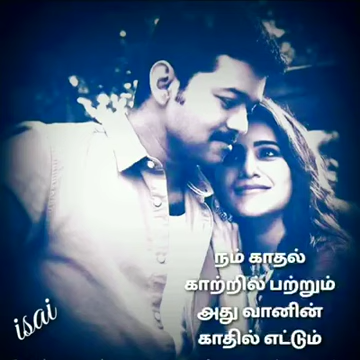 நம் காதல்
காற்றில் பற்றும்
அது வானின்
காதில் எட்டும்
isai